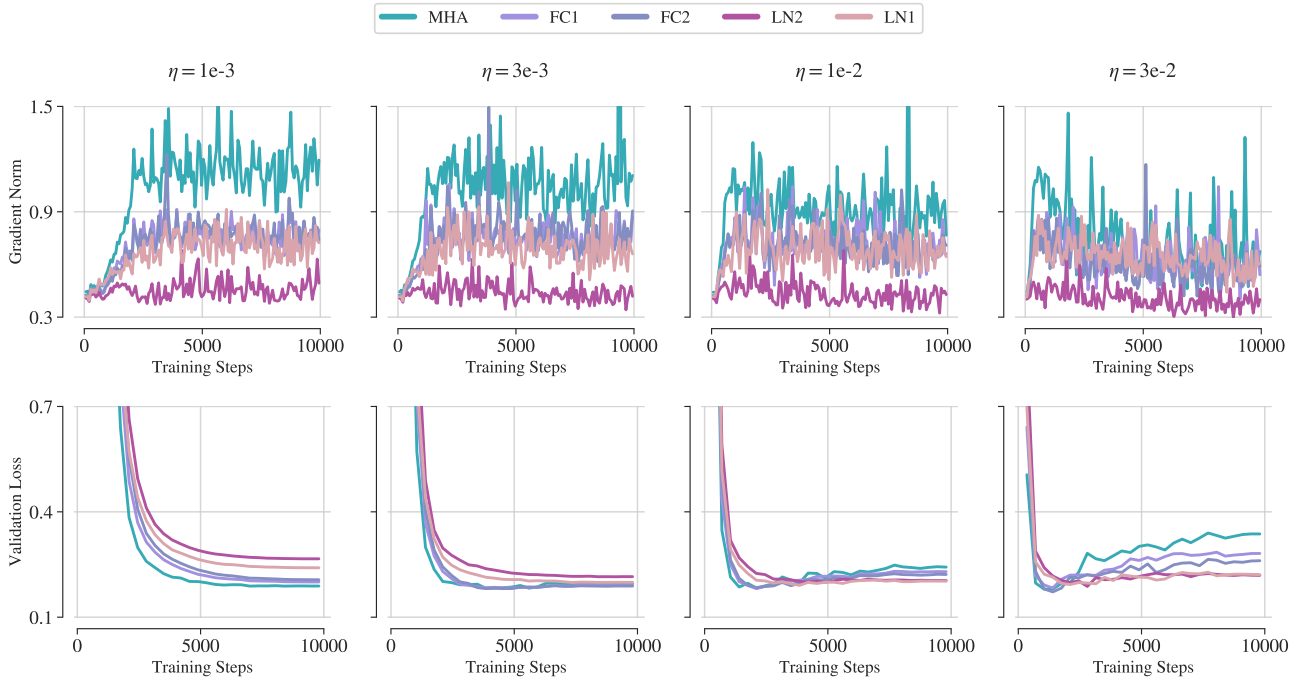 MHA FC1 FC2 LN2 LN1
η = 1e-3 η = 3e-3 η = 1e-2 η = 3e-2
Gradient Norm
1.5
0.9
0.3
0 5000 10000 0 5000 10000 0 5000 10000 0 5000 10000
Training Steps Training Steps Training Steps Training Steps
Validation Loss
0.7
0.4
0.1
0 5000 10000 0 5000 10000 0 5000 10000 0 5000 10000
Training Steps Training Steps Training Steps Training Steps